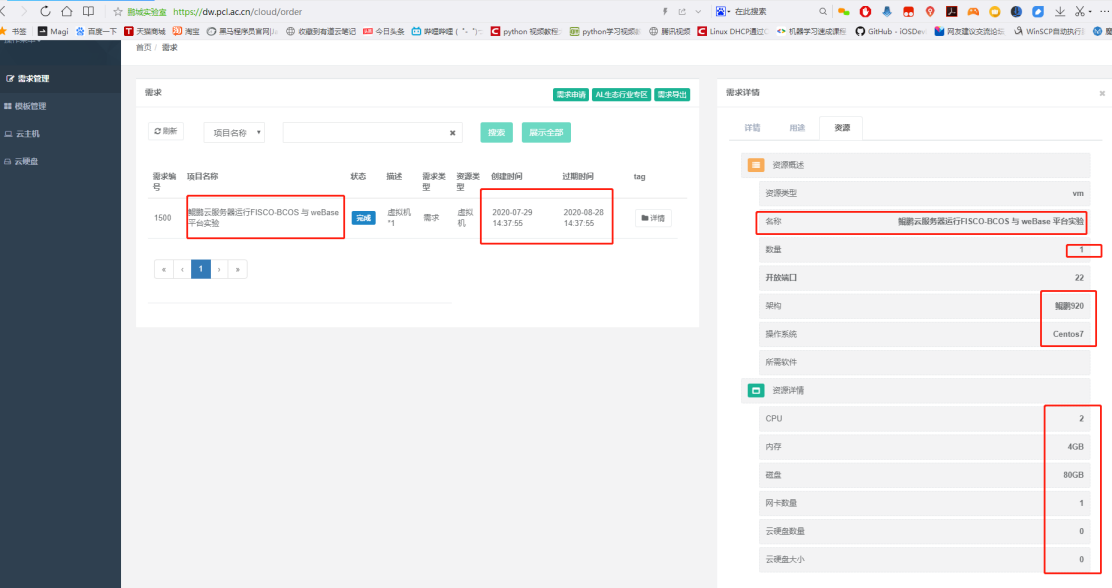 鹏城实验室 https://dw.pcl.ac.cn/cloud/order
在此搜索
书签 Magi 百度一下 天猫商城 淘宝 黑马程序员官网|Ja 收藏到有道云笔记 今日头条 哔哩哔哩 ( ゜- ゜)つ python 视频教程 python学习视频 腾讯视频 Linux DHCP通过 机器学习速成课程 GitHub - iOSDev 网友建议交流论坛 WinSCP自动执行
首页 / 需求
需求管理
模板管理
云主机
云硬盘
需求
需求申请 AI.生态行业专区 需求导出
刷新 项目名称 搜索 展示全部
需求编号 项目名称 状态 描述 需求类型 资源类型 创建时间 过期时间 tag
1500 鲲鹏云服务器运行FISCO-BCOS 与 weBase 平台实验 完成 虚拟机*1 需求 虚拟机 2020-07-29 14:37:55 2020-08-28 14:37:55 详情
« ‹ 1 › »
需求详情
详情 用途 资源
资源概述
资源类型 vm
名称 鲲鹏云服务器运行FISCO-BCOS 与 weBase 平台实验
数量 1
开放端口 22
架构 鲲鹏920
操作系统 Centos7
所需软件
资源详情
CPU 2
内存 4GB
磁盘 80GB
网卡数量 1
云硬盘数量 0
云硬盘大小 0